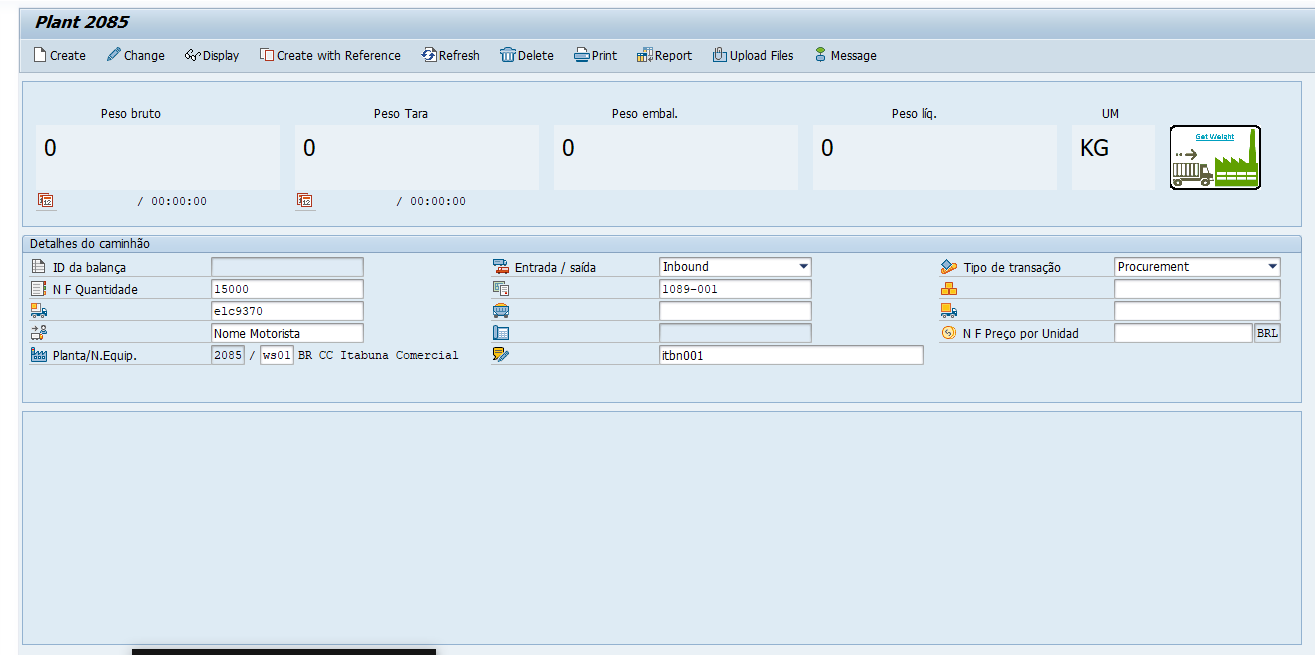 Plant 2085
Create Change Display Create with Reference Refresh Delete Print Report Upload Files Message
Peso bruto Peso Tara Peso embal. Peso líq. UM
0 0 0 0 KG
Get Weight
/ 00:00:00 / 00:00:00
Detalhes do caminhão
ID da balança Entrada / saída Inbound Tipo de transação Procurement
N F Quantidade 15000 1089-001
elc9370
Nome Motorista N F Preço por Unidad BRL
Planta/N.Equip. 2085 / ws01 BR CC Itabuna Comercial itbn001